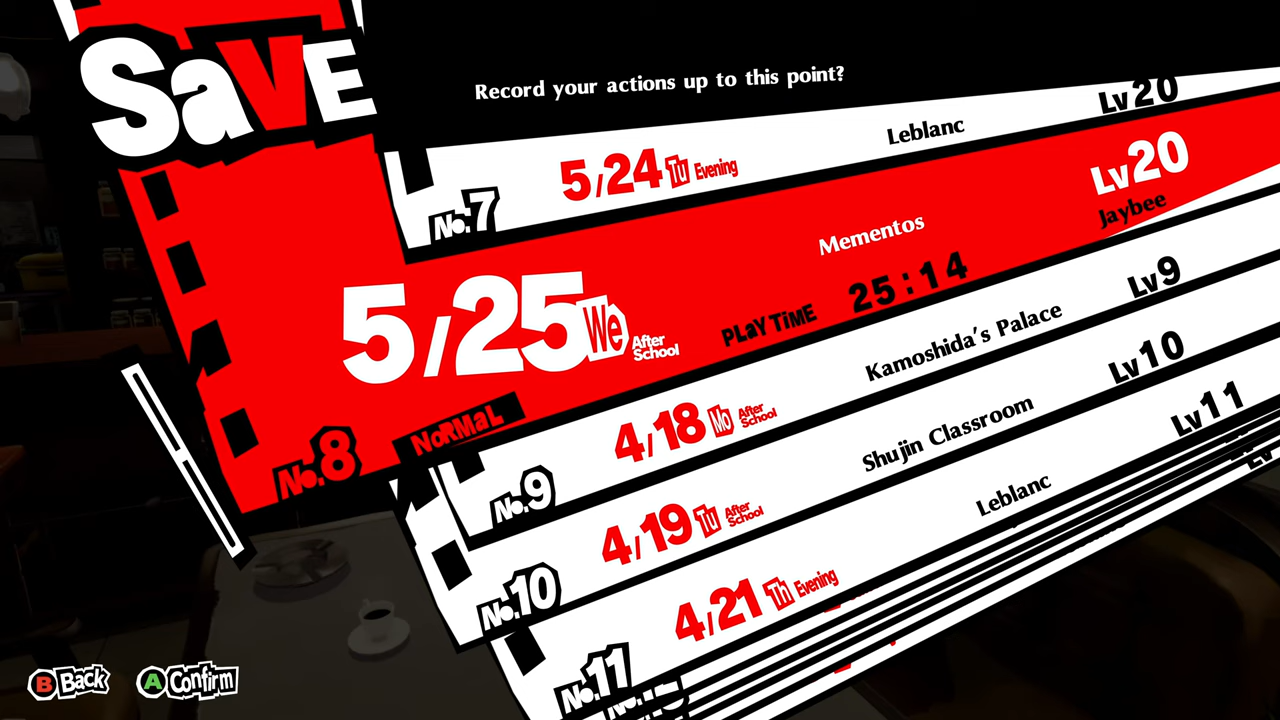 SaVE
Record your actions up to this point?
No.7 5/24 Tu Evening Leblanc Lv20
No.8 5/25 We After School Mementos Lv20
PLaY TiME 25:14 Jaybee
NoRMaL
No.9 4/18 Mo After School Kamoshida's Palace Lv9
No.10 4/19 Tu After School Shujin Classroom Lv10
No.11 4/21 Th Evening Leblanc Lv11
B Back A Confirm